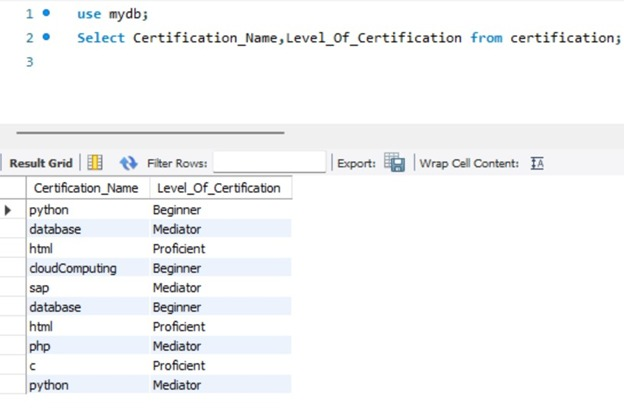 1 use mydb;
2 Select Certification_Name,Level_Of_Certification from certification;
3
Result Grid Filter Rows: Export: Wrap Cell Content:
Certification_Name Level_Of_Certification
python Beginner
database Mediator
html Proficient
cloudComputing Beginner
sap Mediator
database Beginner
html Proficient
php Mediator
c Proficient
python Mediator